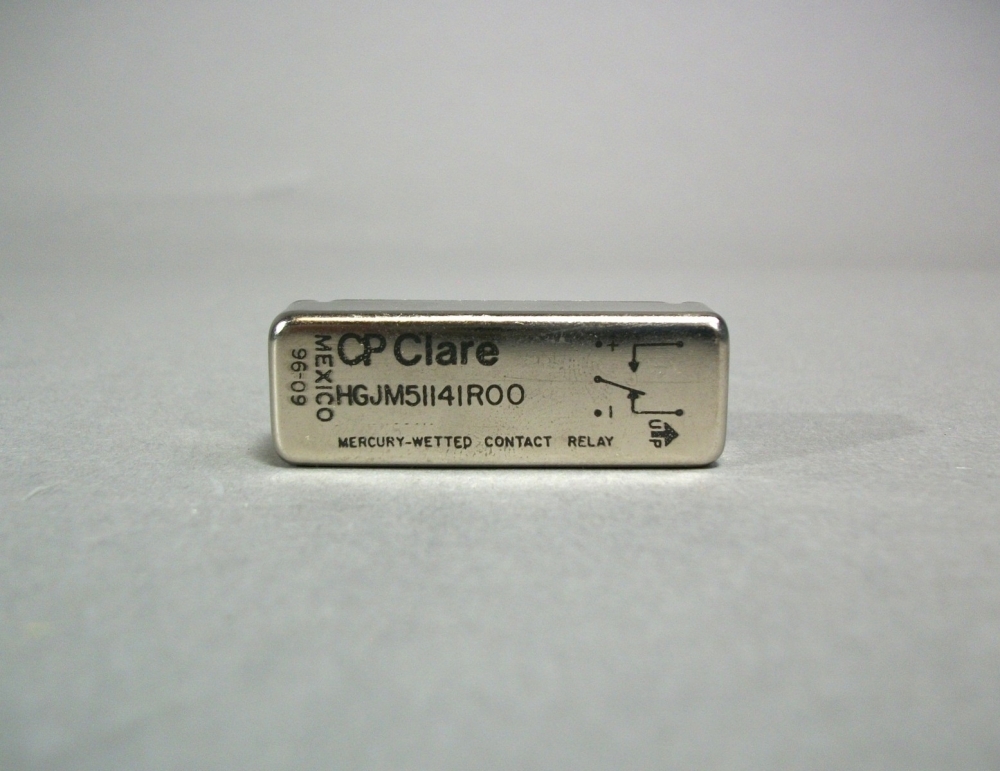 CP Clare
HGJM51141R00
MERCURY-WETTED CONTACT RELAY
MEXICO
96-09
+
-
UP